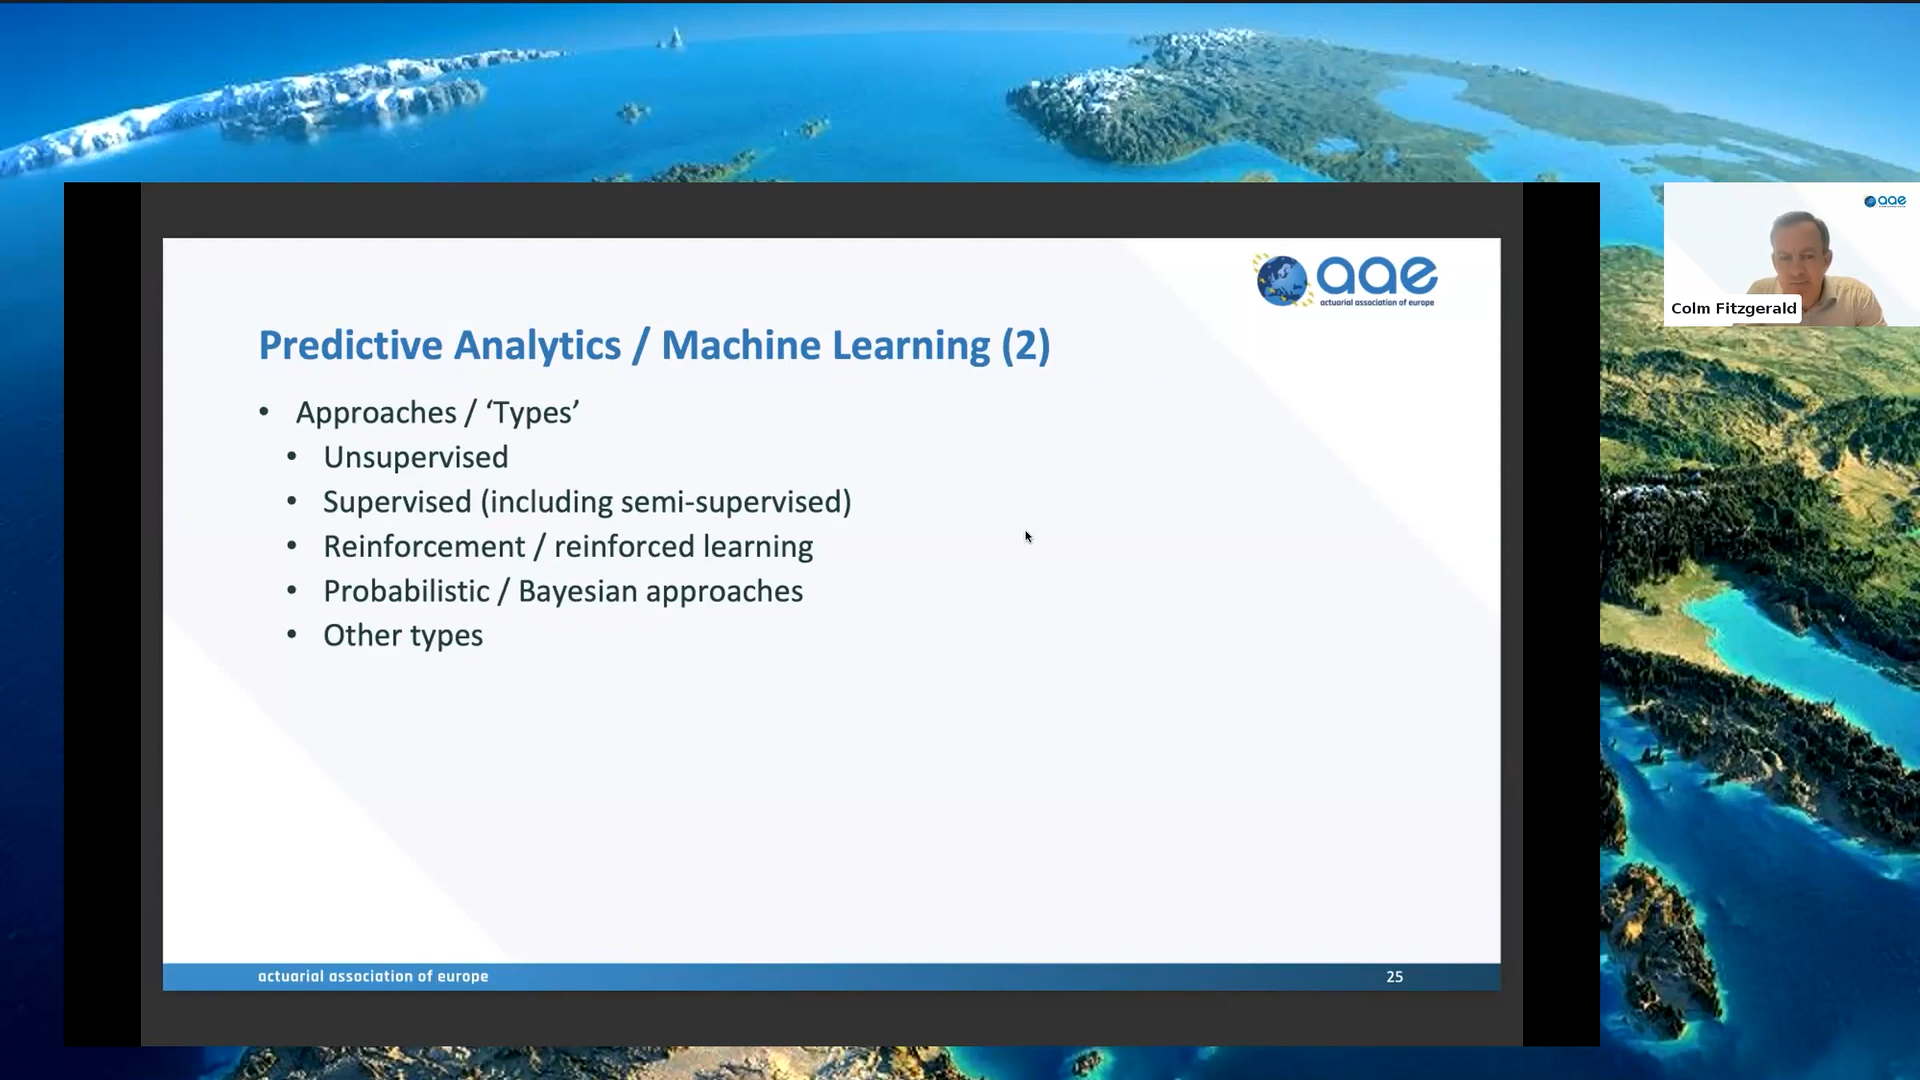 aae
actuarial association of europe
Predictive Analytics / Machine Learning (2)
• Approaches / ‘Types’
• Unsupervised
• Supervised (including semi-supervised)
• Reinforcement / reinforced learning
• Probabilistic / Bayesian approaches
• Other types
actuarial association of europe
25
aae
Colm Fitzgerald